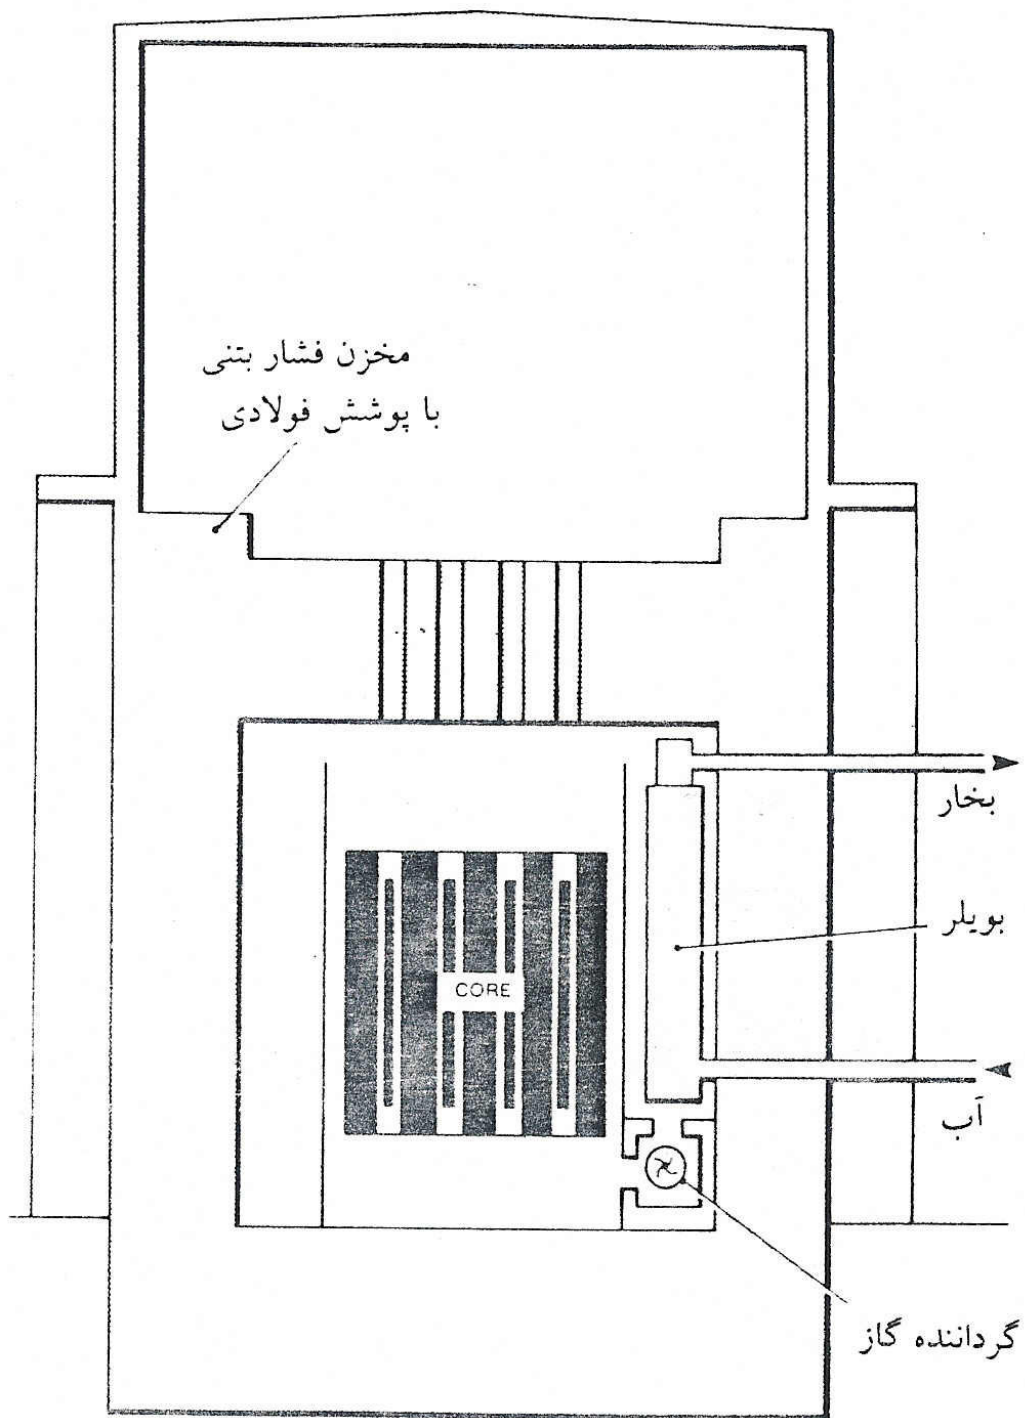 مخزن فشار بتنی
با پوشش فولادی
بخار
بویلر
CORE
آب
گرداننده گاز